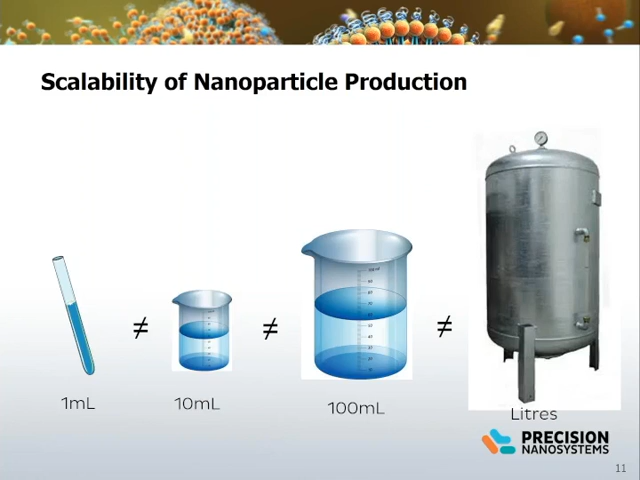 Scalability of Nanoparticle Production
≠ ≠ ≠
1mL
10mL
100mL
Litres
PRECISION
NANOSYSTEMS
11